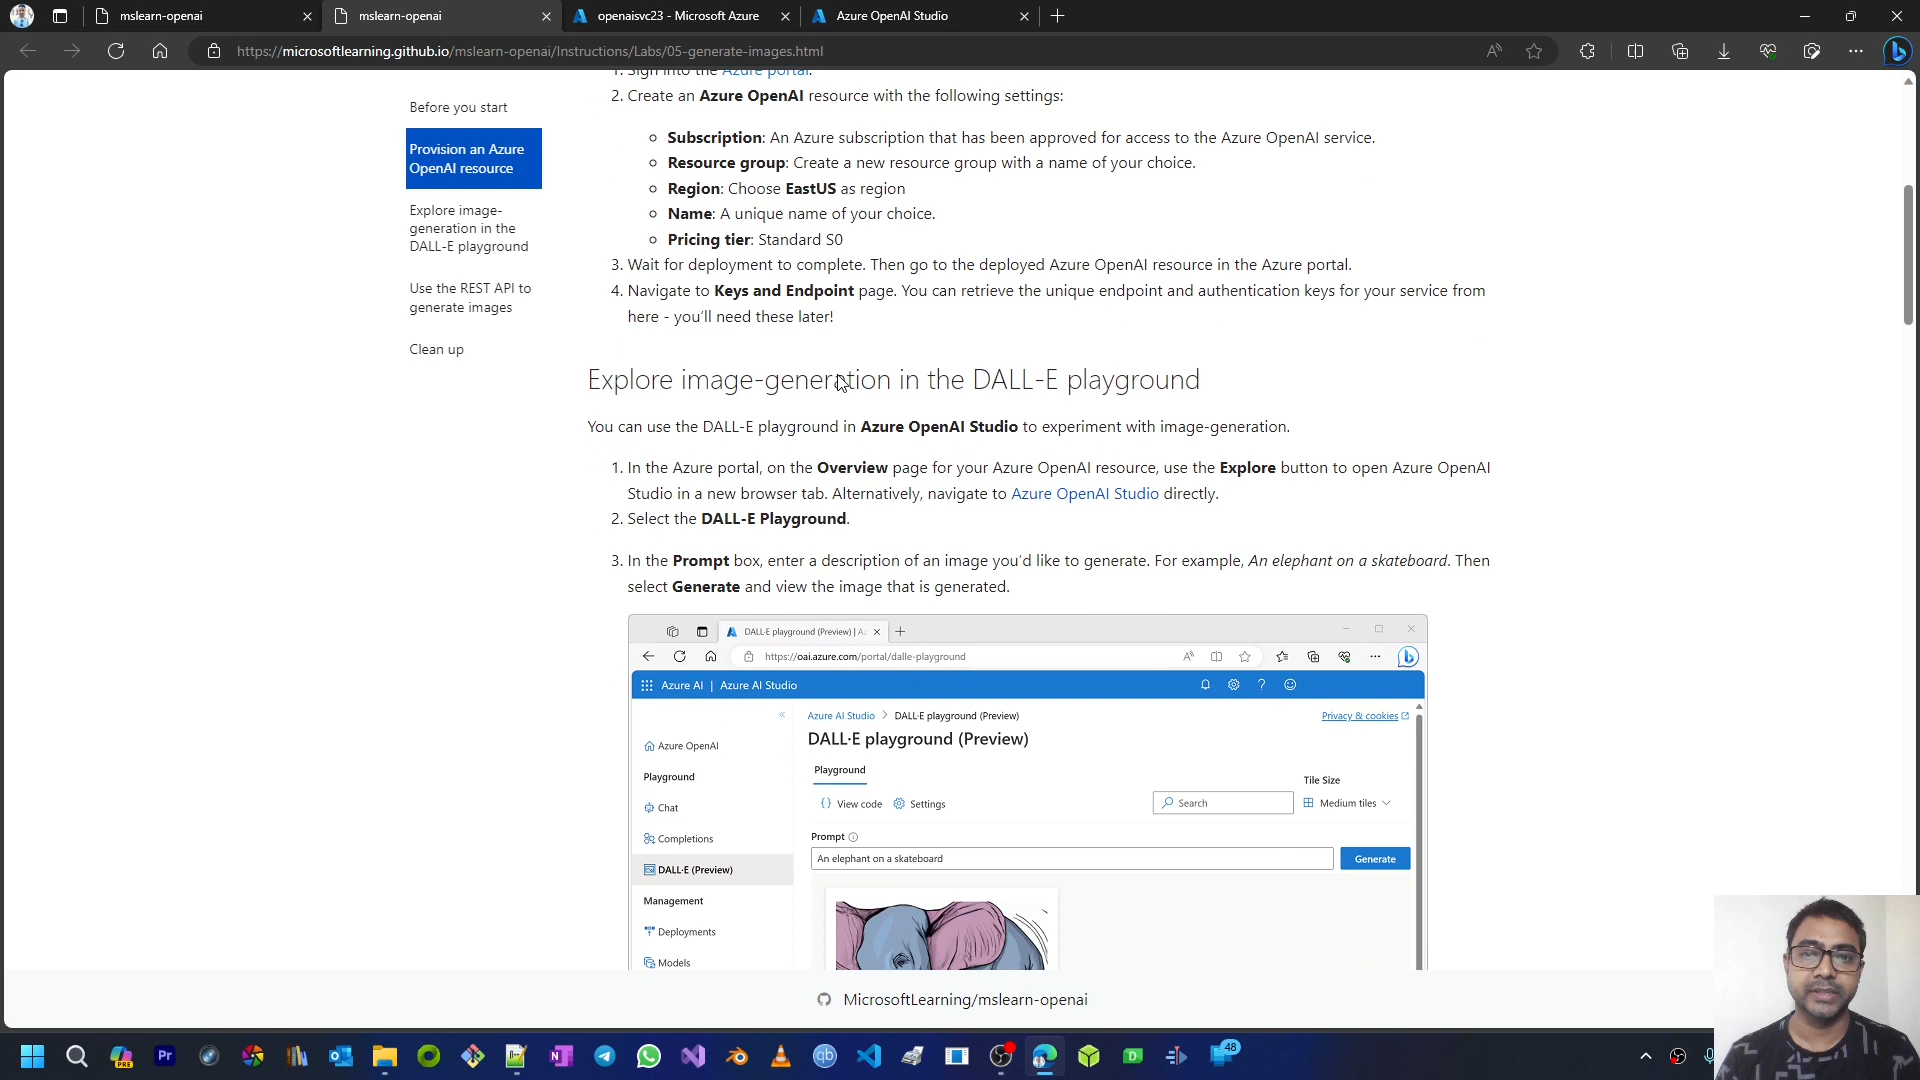 mslearn-openai
mslearn-openai
openaisvc23 - Microsoft Azure
Azure OpenAI Studio
https://microsoftlearning.github.io/mslearn-openai/Instructions/Labs/05-generate-images.html
Before you start
Provision an Azure
OpenAI resource
Explore image-
generation in the
DALL-E playground
Use the REST API to
generate images
Clean up
1. Sign into the Azure portal.
2. Create an Azure OpenAI resource with the following settings:
Subscription: An Azure subscription that has been approved for access to the Azure OpenAI service.
Resource group: Create a new resource group with a name of your choice.
Region: Choose EastUS as region
Name: A unique name of your choice.
Pricing tier: Standard S0
3. Wait for deployment to complete. Then go to the deployed Azure OpenAI resource in the Azure portal.
4. Navigate to Keys and Endpoint page. You can retrieve the unique endpoint and authentication keys for your service from
here - you'll need these later!
Explore image-generation in the DALL-E playground
You can use the DALL-E playground in Azure OpenAI Studio to experiment with image-generation.
1. In the Azure portal, on the Overview page for your Azure OpenAI resource, use the Explore button to open Azure OpenAI
Studio in a new browser tab. Alternatively, navigate to Azure OpenAI Studio directly.
2. Select the DALL-E Playground.
3. In the Prompt box, enter a description of an image you'd like to generate. For example, An elephant on a skateboard. Then
select Generate and view the image that is generated.
DALL·E playground (Preview) | Az
https://oai.azure.com/portal/dalle-playground
Azure AI | Azure AI Studio
Azure AI Studio > DALL·E playground (Preview)
Privacy & cookies
DALL·E playground (Preview)
Azure OpenAI
Playground
Chat
Completions
DALL·E (Preview)
Management
Deployments
Models
Playground
View code
Settings
Search
Tile Size
Medium tiles
Prompt
An elephant on a skateboard
Generate
MicrosoftLearning/mslearn-openai
PRE
Pr
N
qb
D
48